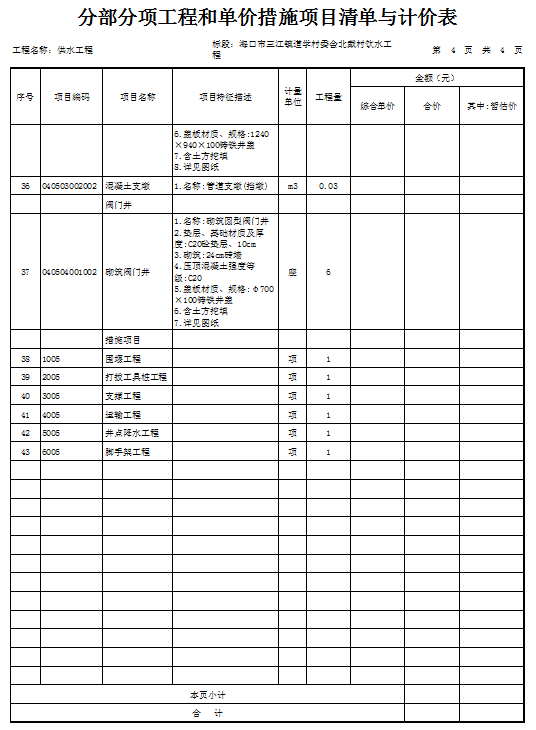 分部分项工程和单价措施项目清单与计价表
工程名称：供水工程
标段：海口市三江镇道学村委会北戴村饮水工
程
第 4 页 共 4 页
序号 项目编码 项目名称 项目特征描述 计量
单位 工程量 金额（元）
综合单价 合价 其中:暂估价
6.盖板材质、规格:1240
×940×100铸铁井盖
7.含土方挖填
8.详见图纸
36 040503002002 混凝土支墩 1.名称:管道支墩(挡墩) m3 0.03
阀门井
37 040504001002 砌筑阀门井 座 6
1.名称:砌筑圆型阀门井
2.垫层、基础材质及厚
度:C20砼垫层、10cm
3.砌筑:24cm砖墙
4.压顶混凝土强度等
级:C20
5.盖板材质、规格:Φ700
×100铸铁井盖
6.含土方挖填
7.详见图纸
措施项目
38 1005 围堰工程 项 1
39 2005 打拔工具桩工程 项 1
40 3005 支撑工程 项 1
41 4005 运输工程 项 1
42 5005 井点降水工程 项 1
43 6005 脚手架工程 项 1
本页小计
合 计